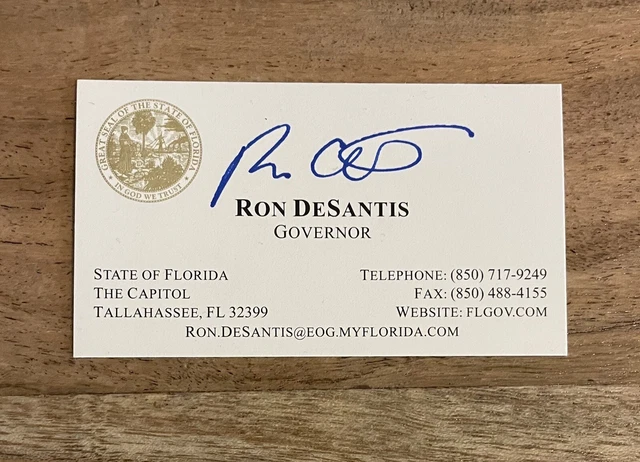 GREAT SEAL OF THE STATE OF FLORIDA
IN GOD WE TRUST
RON DESANTIS
GOVERNOR
STATE OF FLORIDA
THE CAPITOL
TALLAHASSEE, FL 32399
TELEPHONE: (850) 717-9249
FAX: (850) 488-4155
WEBSITE: FLGOV.COM
RON.DESANTIS@EOG.MYFLORIDA.COM